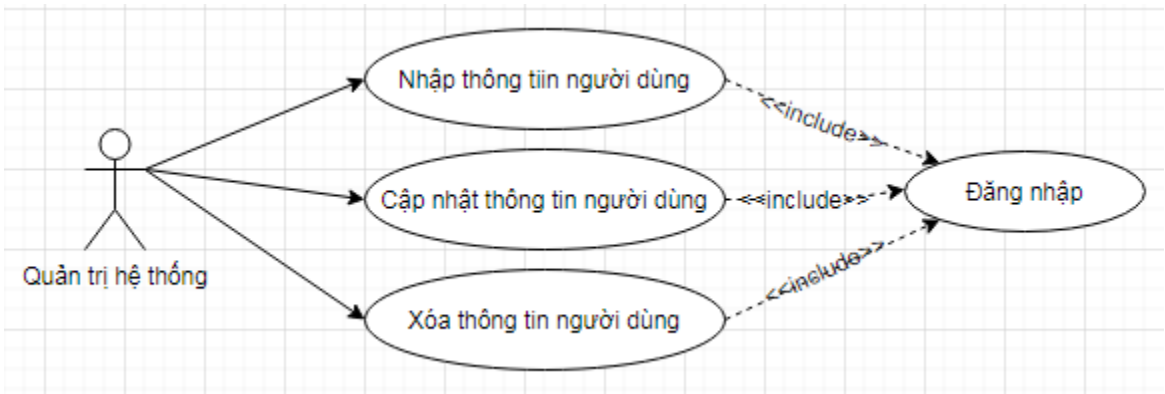 Nhập thông tiin người dùng
<<include>>
Cập nhật thông tin người dùng
<<include>>
Đăng nhập
Quản trị hệ thống
Xóa thông tin người dùng
<<include>>